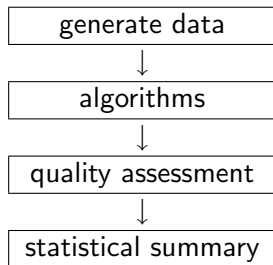 generate data
↓
algorithms
↓
quality assessment
↓
statistical summary